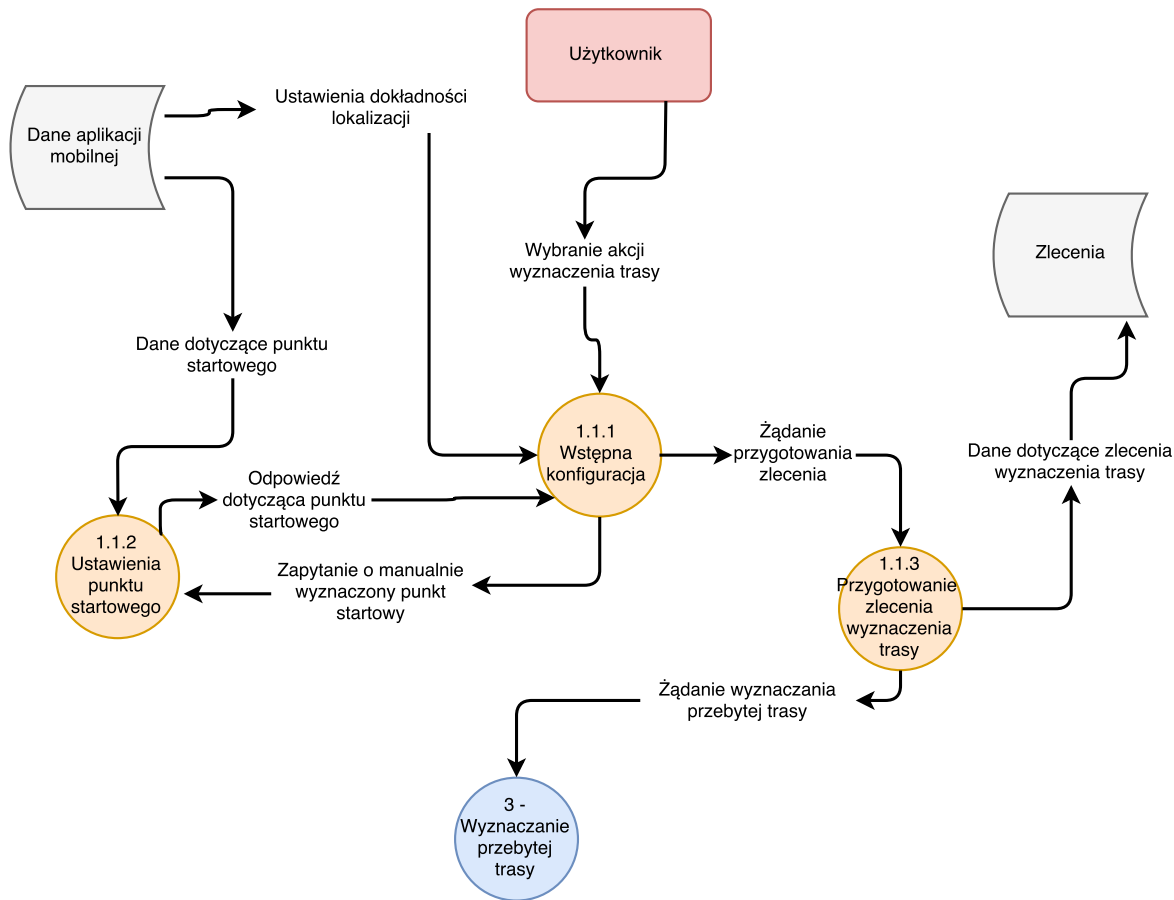 Użytkownik
Dane aplikacji
mobilnej
Ustawienia dokładności
lokalizacji
Wybranie akcji
wyznaczenia trasy
Zlecenia
Dane dotyczące punktu
startowego
1.1.1
Wstępna
konfiguracja
Żądanie
przygotowania
zlecenia
Dane dotyczące zlecenia
wyznaczenia trasy
Odpowiedź
dotycząca punktu
startowego
1.1.2
Ustawienia
punktu
startowego
Zapytanie o manualnie
wyznaczony punkt
startowy
1.1.3
Przygotowanie
zlecenia
wyznaczenia
trasy
Żądanie wyznaczania
przebytej trasy
3 -
Wyznaczanie
przebytej
trasy